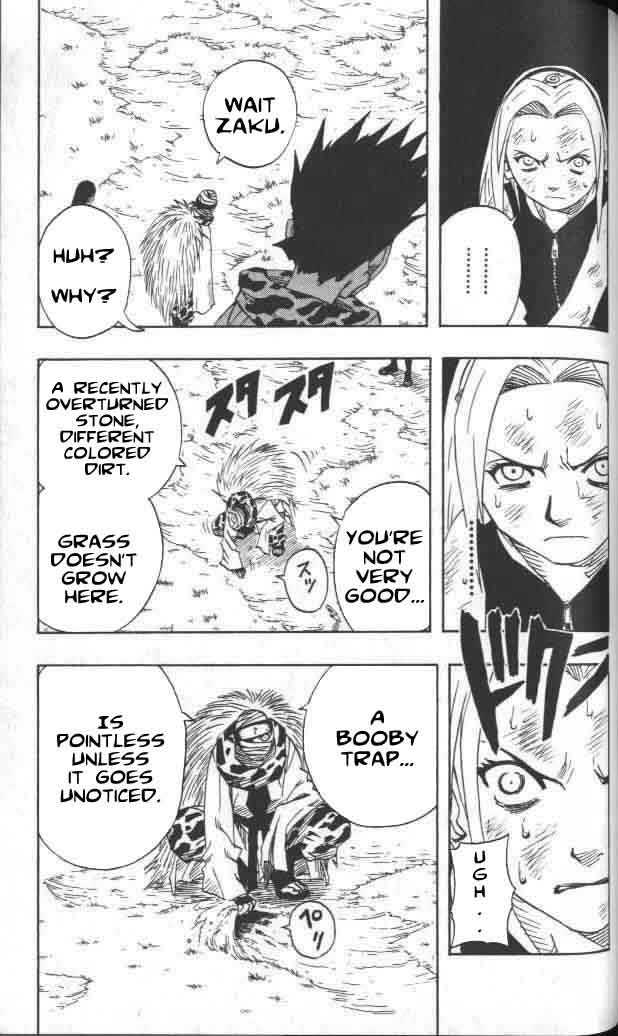 .........
WAIT
ZAKU.
HUH?
WHY?
.........
スタ
スタ
YOU'RE
NOT
VERY
GOOD...
スッ
A RECENTLY
OVERTURNED
STONE,
DIFFERENT
COLORED
DIRT.
GRASS
DOESN'T
GROW
HERE.
ドク
UGH..
A
BOOBY
TRAP...
IS
POINTLESS
UNLESS
IT GOES
UNOTICED.